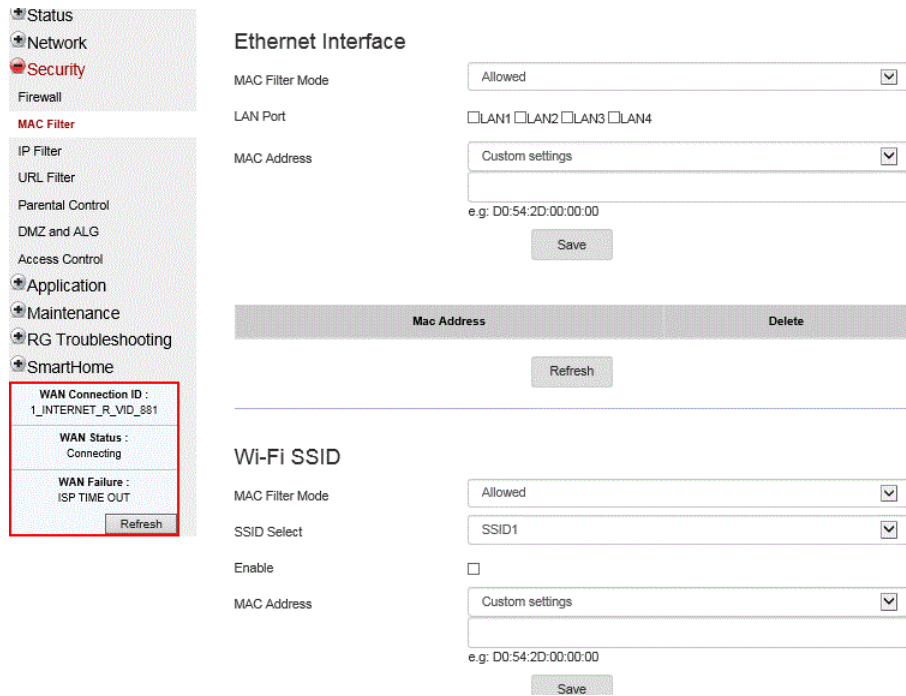 Status
Network
Security
Firewall
MAC Filter
IP Filter
URL Filter
Parental Control
DMZ and ALG
Access Control
Application
Maintenance
RG Troubleshooting
SmartHome
WAN Connection ID :
1_INTERNET_R_VID_881
WAN Status :
Connecting
WAN Failure :
ISP TIME OUT
Refresh
Ethernet Interface
MAC Filter Mode Allowed
LAN Port LAN1 LAN2 LAN3 LAN4
MAC Address Custom settings
e.g: D0:54:2D:00:00:00
Save
Mac Address Delete
Refresh
Wi-Fi SSID
MAC Filter Mode Allowed
SSID Select SSID1
Enable
MAC Address Custom settings
e.g: D0:54:2D:00:00:00
Save